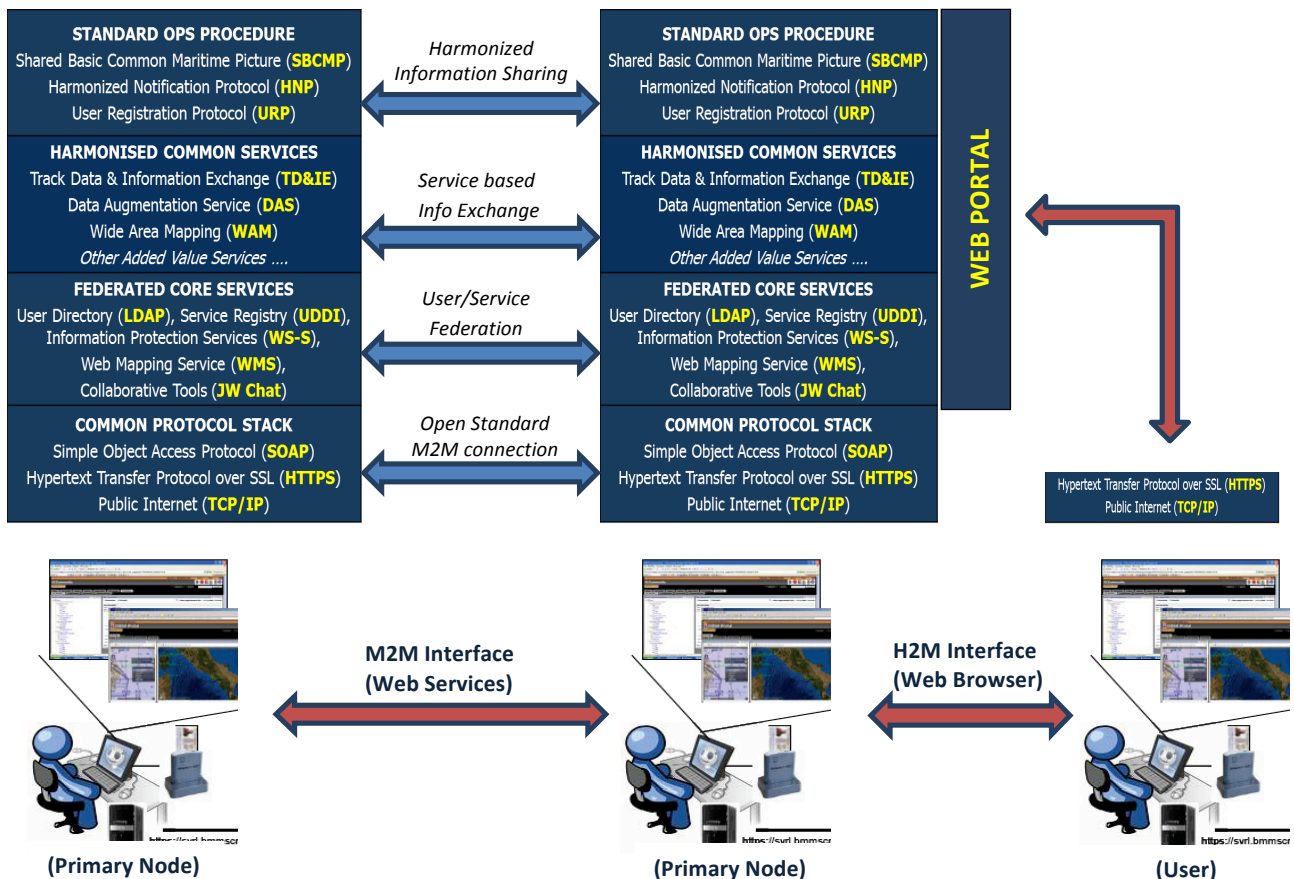 STANDARD OPS PROCEDURE
Shared Basic Common Maritime Picture (SBCMP)
Harmonized Notification Protocol (HNP)
User Registration Protocol (URP)
HARMONISED COMMON SERVICES
Track Data & Information Exchange (TD&IE)
Data Augmentation Service (DAS)
Wide Area Mapping (WAM)
Other Added Value Services ....
FEDERATED CORE SERVICES
User Directory (LDAP), Service Registry (UDDI),
Information Protection Services (WS-S),
Web Mapping Service (WMS),
Collaborative Tools (JW Chat)
COMMON PROTOCOL STACK
Simple Object Access Protocol (SOAP)
Hypertext Transfer Protocol over SSL (HTTPS)
Public Internet (TCP/IP)
Harmonized
Information Sharing
Service based
Info Exchange
User/Service
Federation
Open Standard
M2M connection
STANDARD OPS PROCEDURE
Shared Basic Common Maritime Picture (SBCMP)
Harmonized Notification Protocol (HNP)
User Registration Protocol (URP)
HARMONISED COMMON SERVICES
Track Data & Information Exchange (TD&IE)
Data Augmentation Service (DAS)
Wide Area Mapping (WAM)
Other Added Value Services ....
FEDERATED CORE SERVICES
User Directory (LDAP), Service Registry (UDDI),
Information Protection Services (WS-S),
Web Mapping Service (WMS),
Collaborative Tools (JW Chat)
COMMON PROTOCOL STACK
Simple Object Access Protocol (SOAP)
Hypertext Transfer Protocol over SSL (HTTPS)
Public Internet (TCP/IP)
WEB PORTAL
Hypertext Transfer Protocol over SSL (HTTPS)
Public Internet (TCP/IP)
M2M Interface
(Web Services)
H2M Interface
(Web Browser)
(Primary Node)
(Primary Node)
(User)